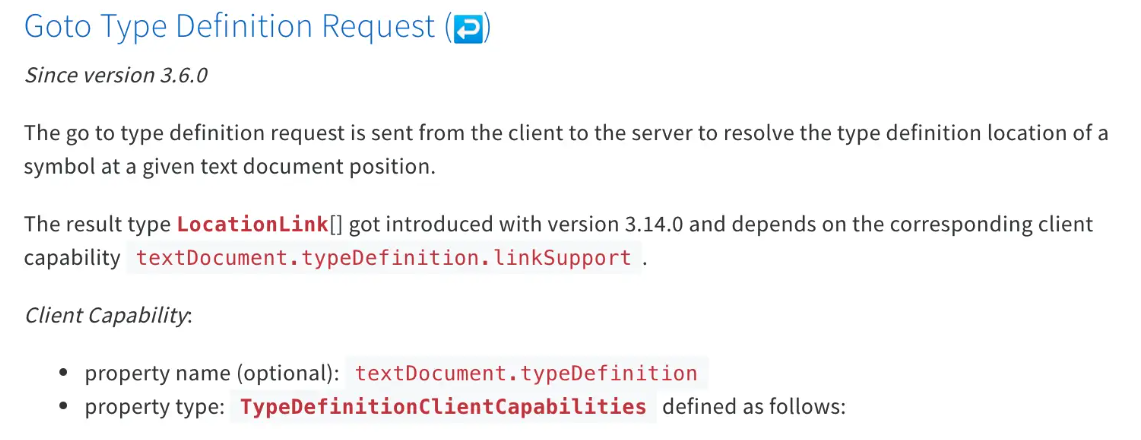 Goto Type Definition Request (↩)
Since version 3.6.0
The go to type definition request is sent from the client to the server to resolve the type definition location of a
symbol at a given text document position.
The result type LocationLink[] got introduced with version 3.14.0 and depends on the corresponding client
capability textDocument.typeDefinition.linkSupport .
Client Capability:
• property name (optional): textDocument.typeDefinition
• property type: TypeDefinitionClientCapabilities defined as follows: